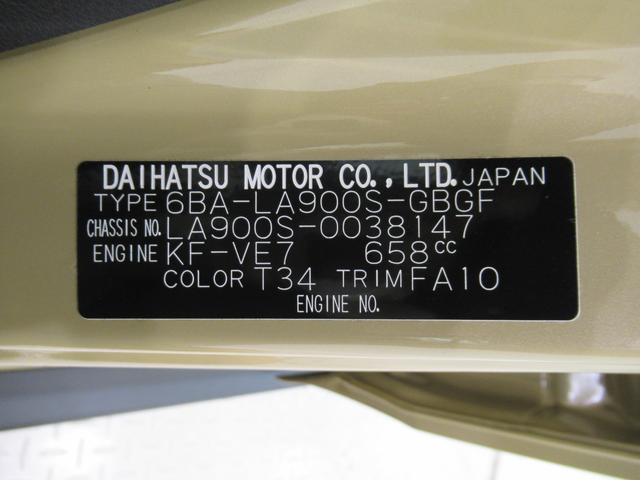 DAIHATSU MOTOR CO., LTD. JAPAN
TYPE 6BA-LA900S-GBGF
CHASSIS NO. LA900S-0038147
ENGINE KF-VE7 658cc
COLOR T34 TRIM FA10
ENGINE NO.